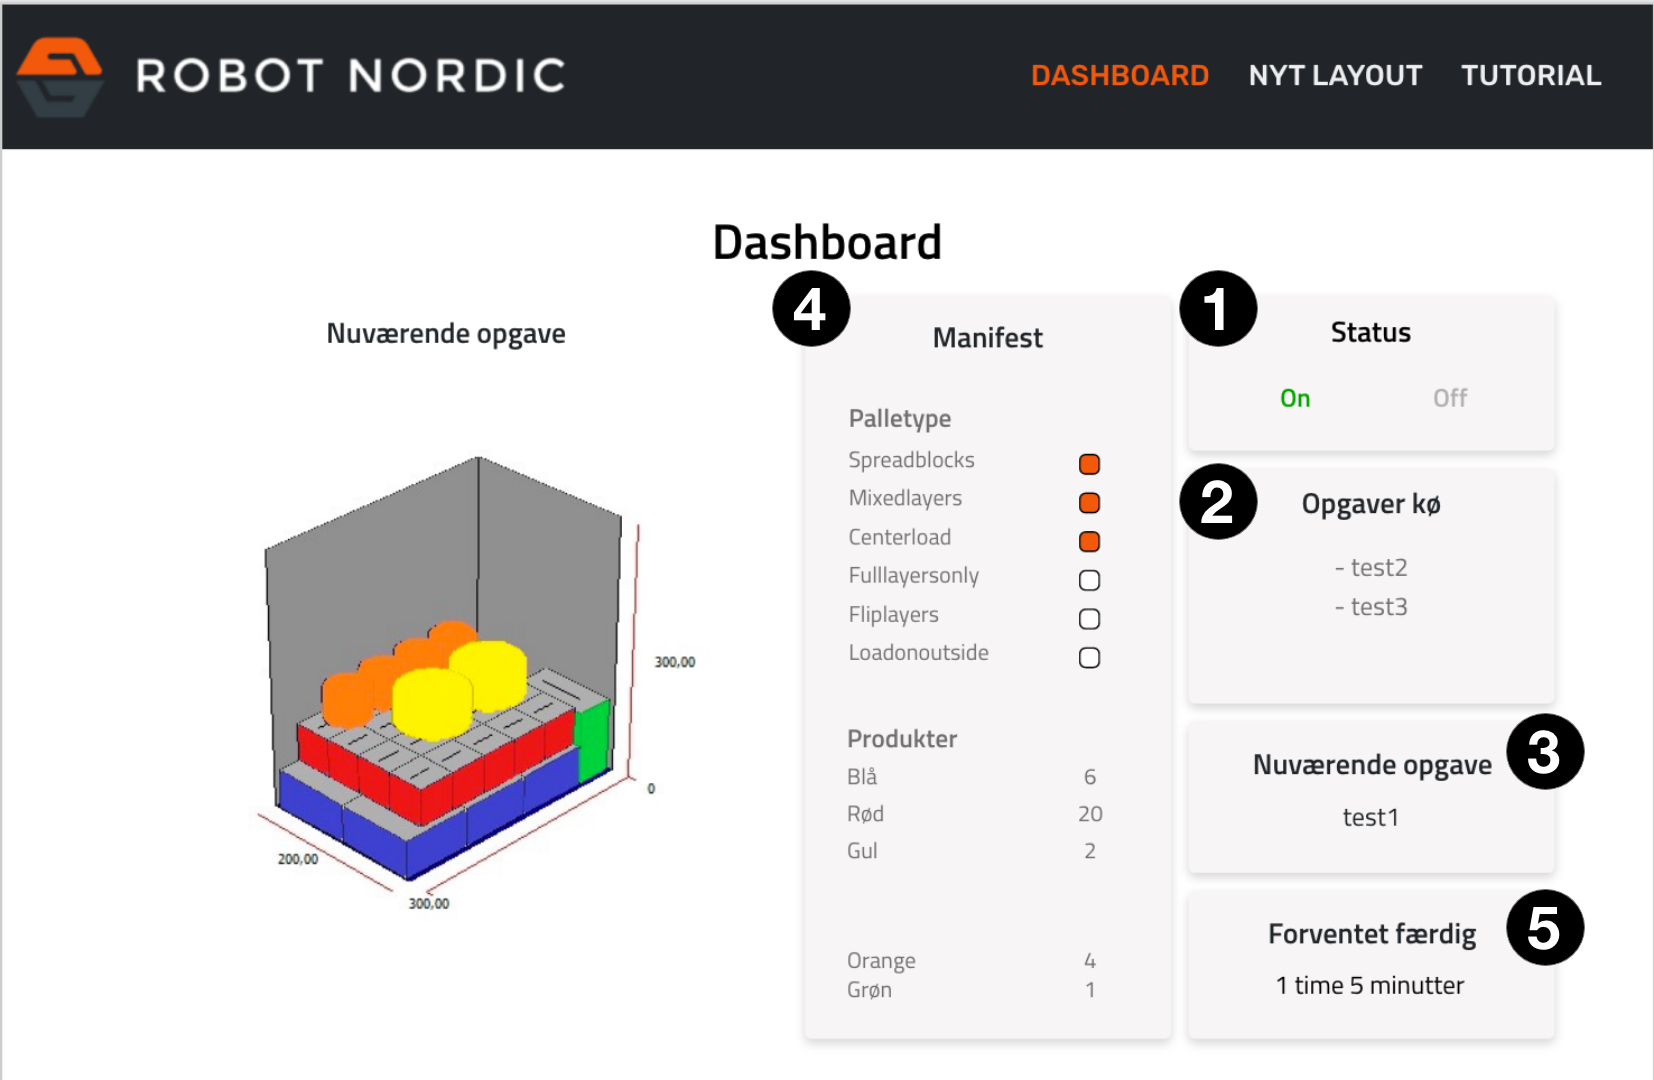 ROBOT NORDIC
DASHBOARD NYT LAYOUT TUTORIAL
Dashboard
Nuværende opgave
300,00
0
200,00
300,00
4
Manifest
Palletype
Spreadblocks
Mixedlayers
Centerload
Fulllayersonly
Fliplayers
Loadonoutside
Produkter
Blå 6
Rød 20
Gul 2
Orange 4
Grøn 1
1
Status
On Off
2
Opgaver kø
- test2
- test3
3
Nuværende opgave
test1
5
Forventet færdig
1 time 5 minutter